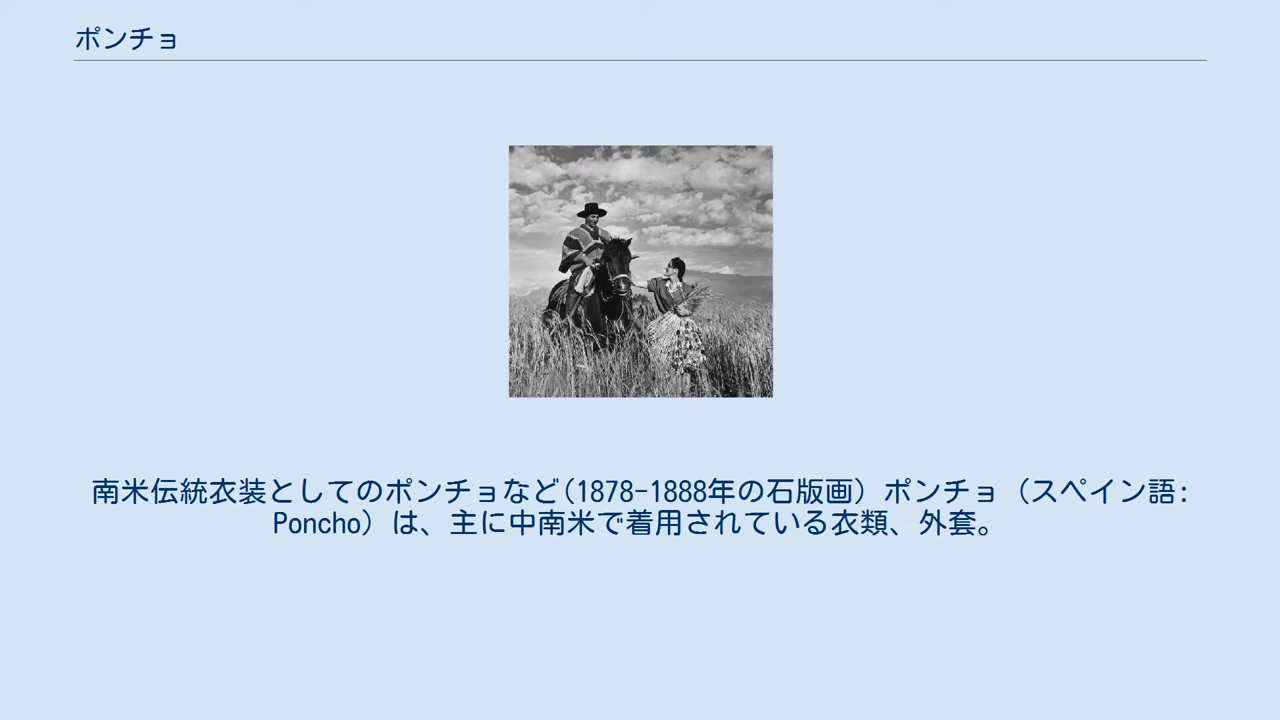 ポンチョ
南米伝統衣装としてのポンチョなど(1878-1888年の石版画) ポンチョ (スペイン語:
Poncho) は、主に中南米で着用されている衣類、外套。